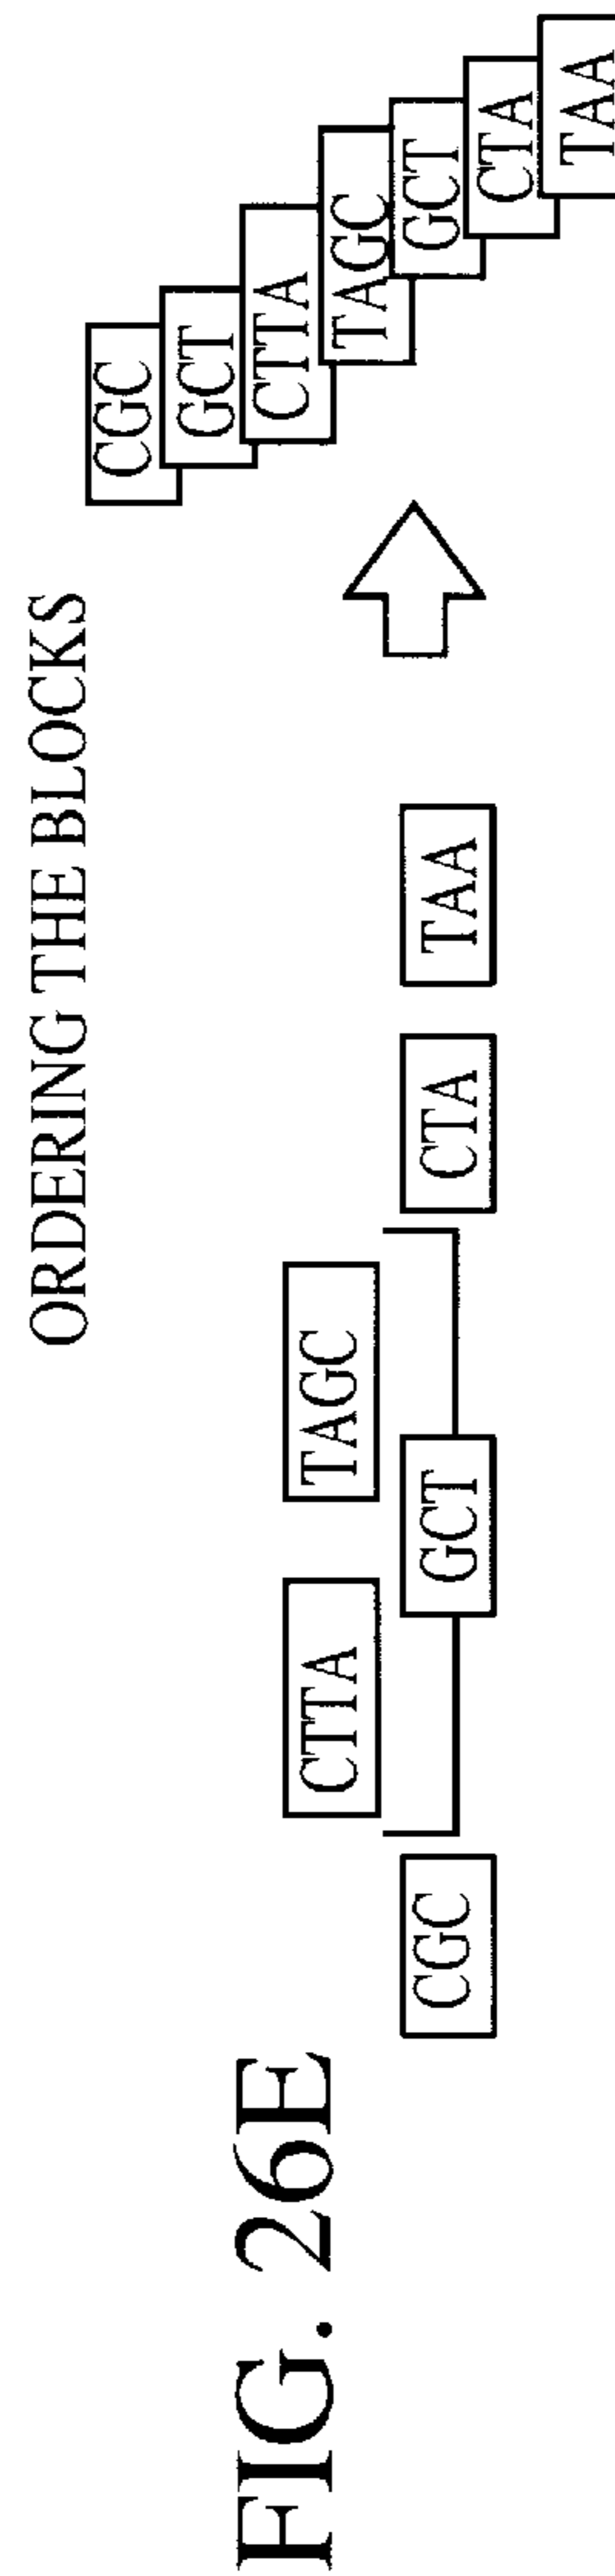 ORDERING THE BLOCKS
FIG. 26E
CTTA TAGC
CGC GCT CTA TAA
CGC
GCT
CTTA
TAGC
GCT
CTA
TAA